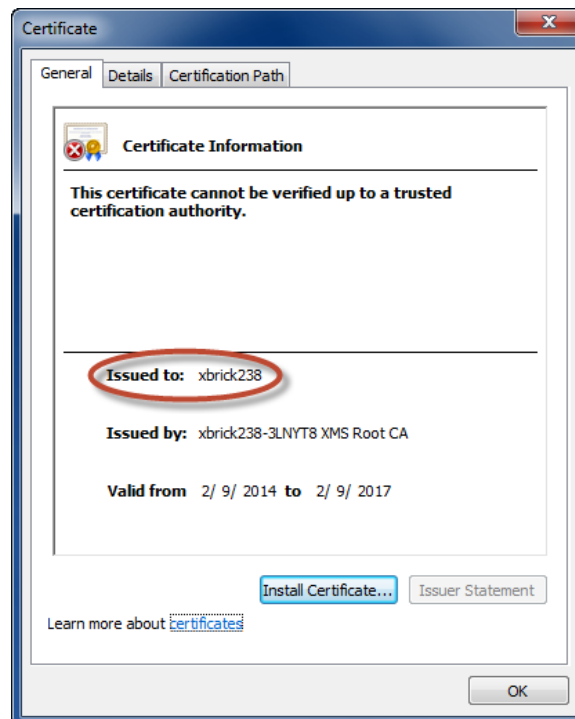 Certificate
General
Details
Certification Path
Certificate Information
This certificate cannot be verified up to a trusted
certification authority.
Issued to: xbrick238
Issued by: xbrick238-3LNYT8 XMS Root CA
Valid from 2/ 9/ 2014 to 2/ 9/ 2017
Install Certificate...
Issuer Statement
Learn more about certificates
OK